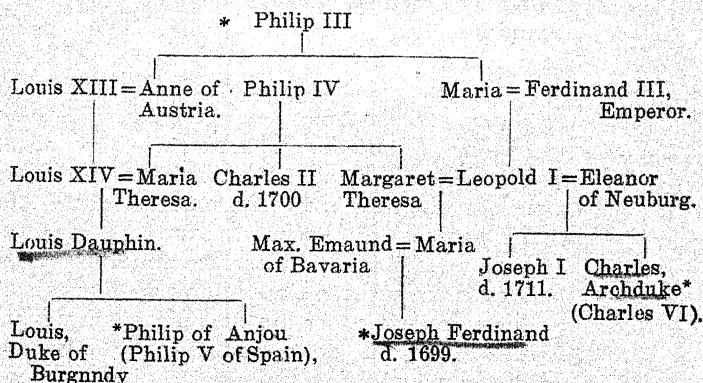 * Philip III
Louis XIII = Anne of Austria. Philip IV Maria = Ferdinand III, Emperor.
Louis XIV = Maria Theresa. Charles II d. 1700 Margaret Theresa = Leopold I = Eleanor of Neuburg.
Louis Dauphin. Max. Emaund of Bavaria = Maria
Joseph I d. 1711. Charles, Archduke* (Charles VI).
Louis, Duke of Burgnndy *Philip of Anjou (Philip V of Spain), *Joseph Ferdinand d. 1699.